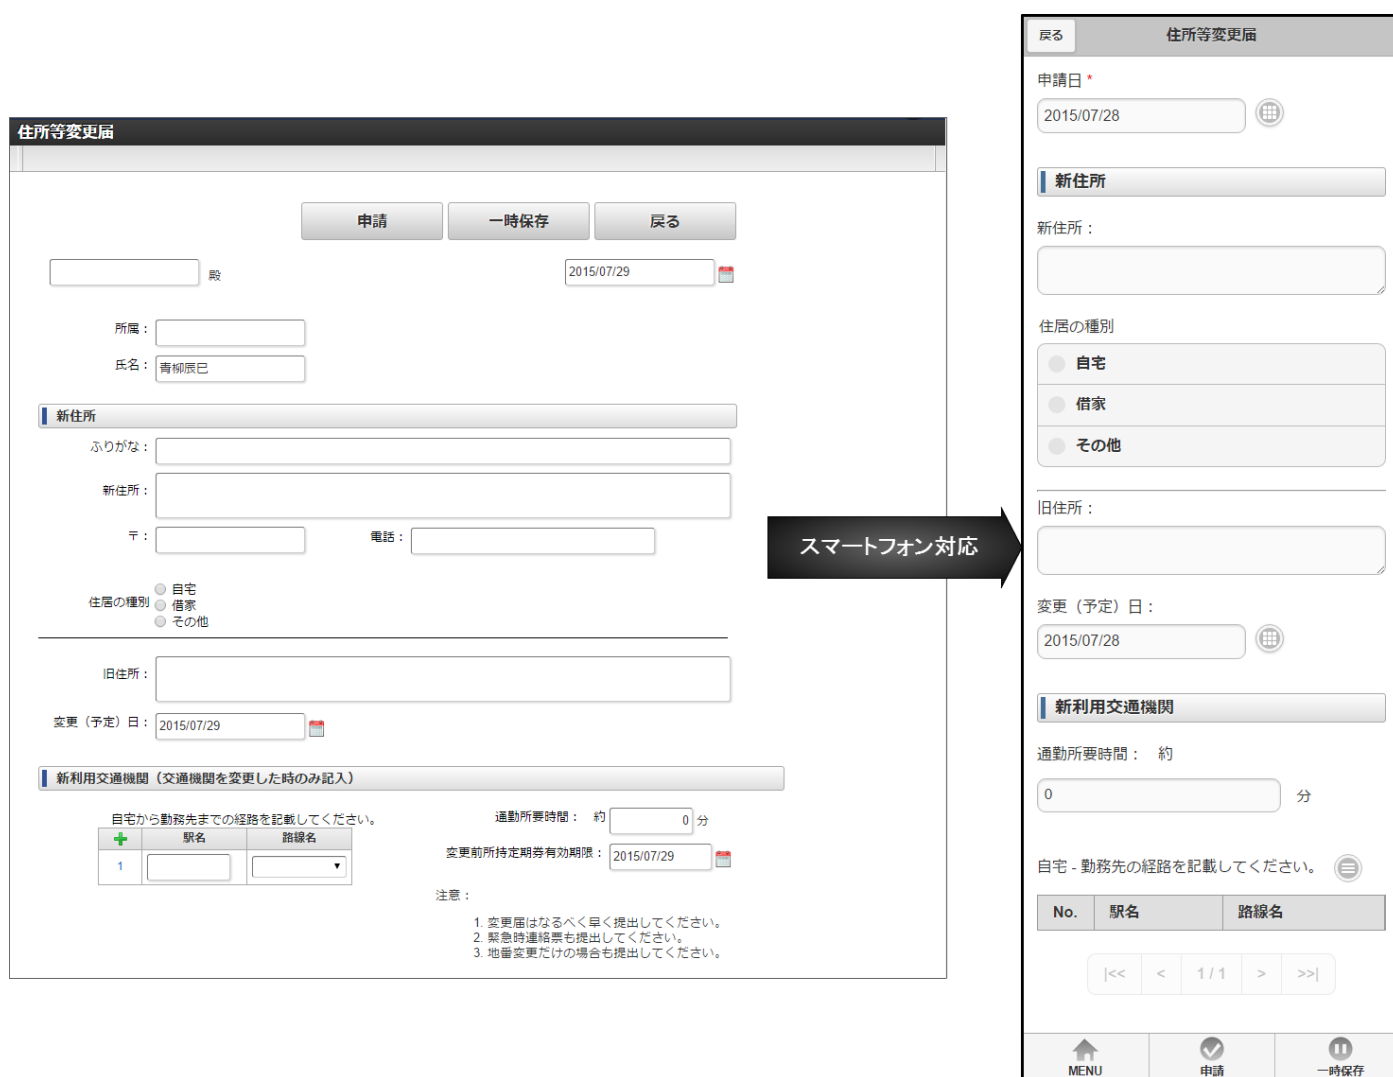 住所等変更届
申請 一時保存 戻る
殿 2015/07/29
所属：
氏名： 青柳辰巳
新住所
ふりがな：
新住所：
〒： 電話：
住居の種別
自宅
借家
その他
旧住所：
変更（予定）日： 2015/07/29
新利用交通機関（交通機関を変更した時のみ記入）
自宅から勤務先までの経路を記載してください。
駅名 路線名
1
通勤所要時間： 約 0 分
変更前所持定期券有効期限： 2015/07/29
注意：
1. 変更届はなるべく早く提出してください。
2. 緊急時連絡票も提出してください。
3. 地番変更だけの場合も提出してください。
スマートフォン対応
戻る 住所等変更届
申請日 *
2015/07/28
新住所
新住所：
住居の種別
自宅
借家
その他
旧住所：
変更（予定）日：
2015/07/28
新利用交通機関
通勤所要時間： 約
0 分
自宅 - 勤務先の経路を記載してください。
No. 駅名 路線名
|<< < 1 / 1 > >>|
MENU 申請 一時保存